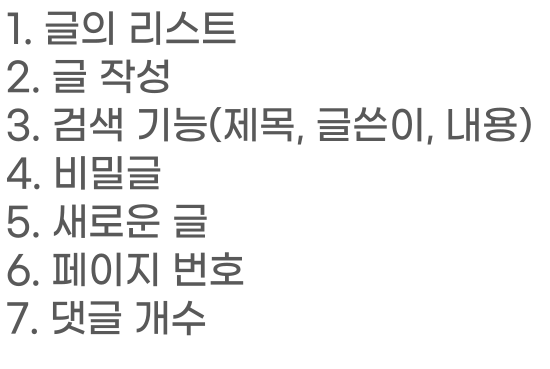 1. 글의 리스트
2. 글 작성
3. 검색 기능(제목, 글쓴이, 내용)
4. 비밀글
5. 새로운 글
6. 페이지 번호
7. 댓글 개수